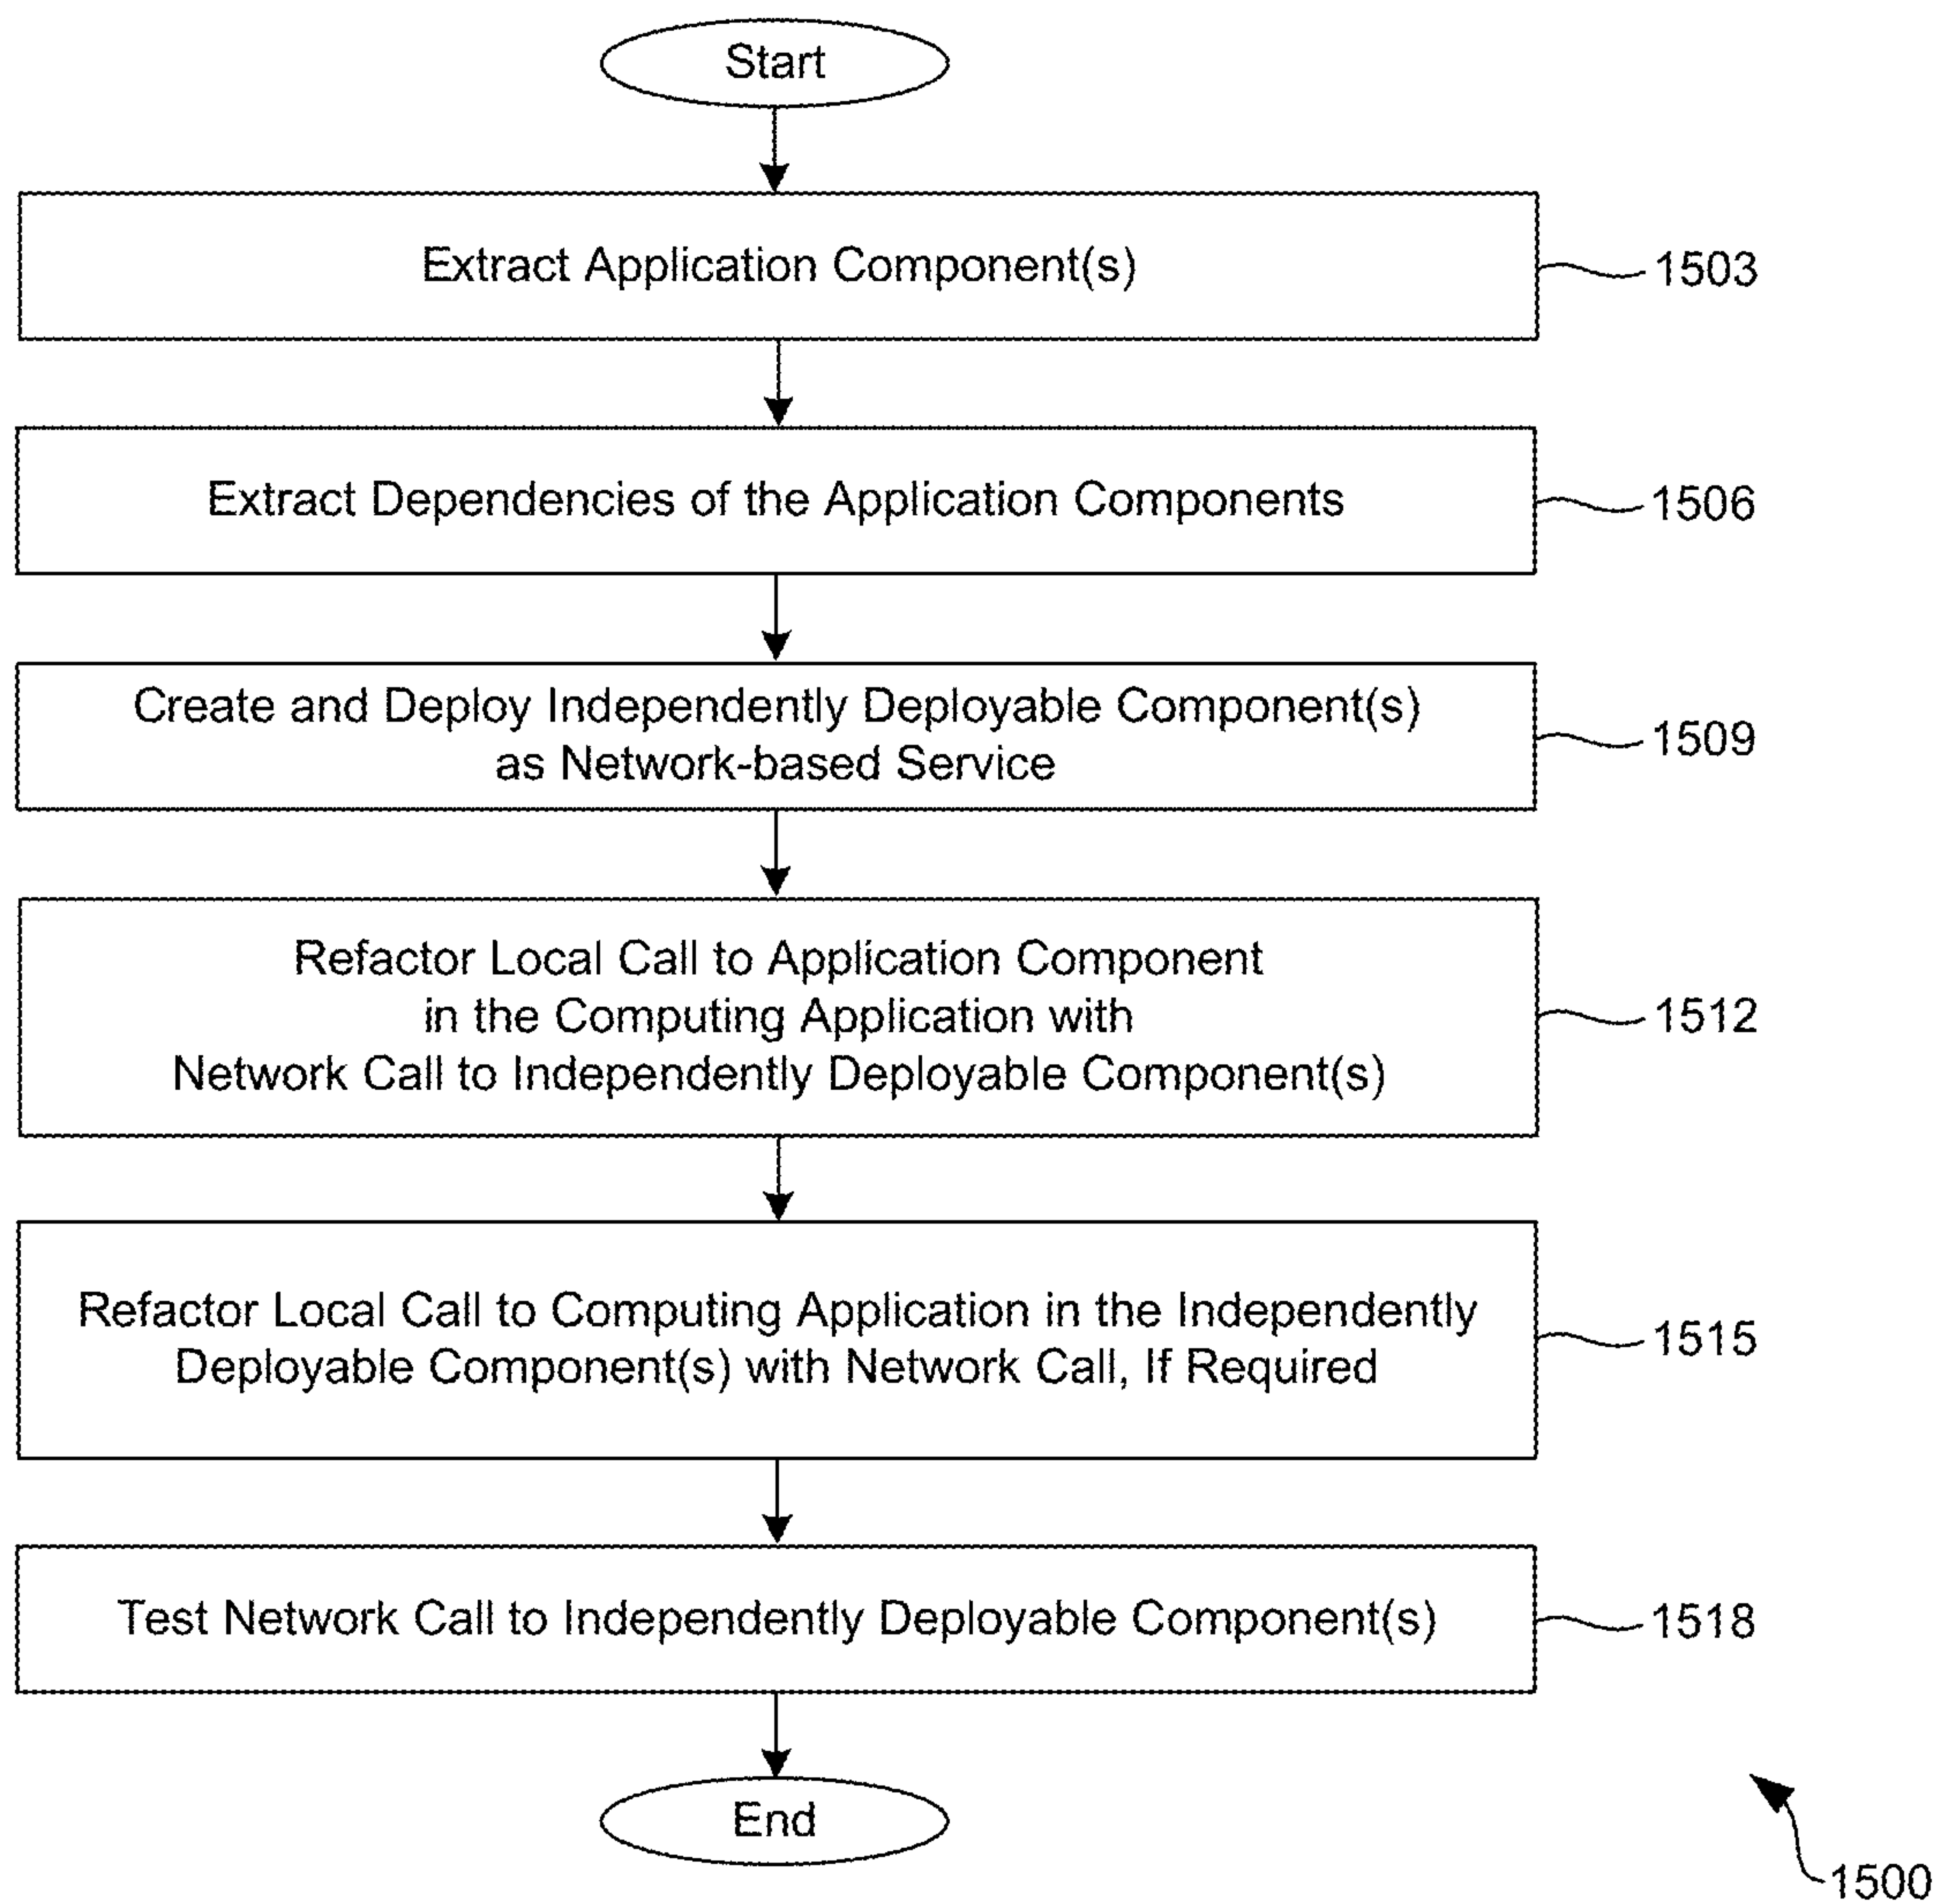 Start
Extract Application Component(s)
1503
Extract Dependencies of the Application Components
1506
Create and Deploy Independently Deployable Component(s)
as Network-based Service
1509
Refactor Local Call to Application Component
in the Computing Application with
Network Call to Independently Deployable Component(s)
1512
Refactor Local Call to Computing Application in the Independently
Deployable Component(s) with Network Call, If Required
1515
Test Network Call to Independently Deployable Component(s)
1518
End
1500